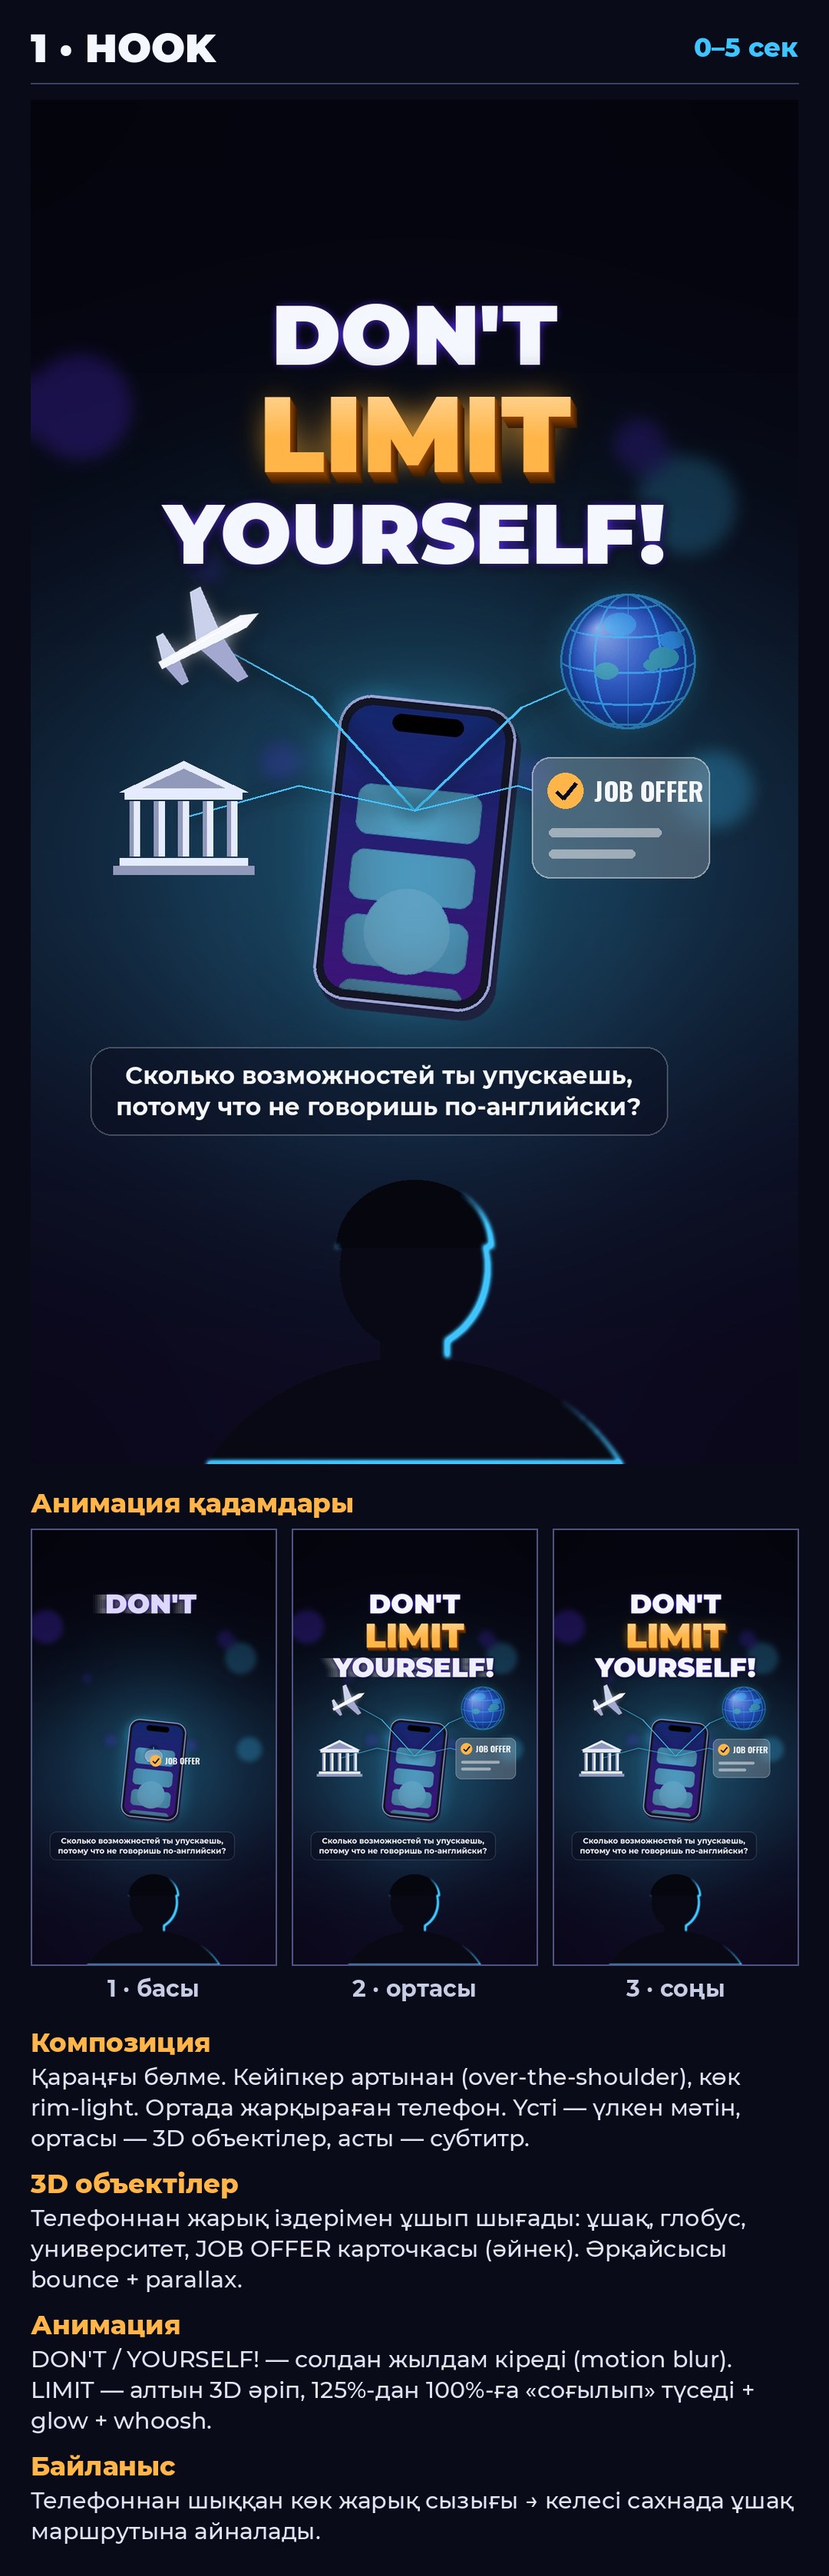 1 • HOOK
0–5 сек
DON'T
LIMIT
YOURSELF!
JOB OFFER
Сколько возможностей ты упускаешь,
потому что не говоришь по-английски?
Анимация қадамдары
DON'T
JOB OFFER
Сколько возможностей ты упускаешь,
потому что не говоришь по-английски?
DON'T
LIMIT
YOURSELF!
JOB OFFER
Сколько возможностей ты упускаешь,
потому что не говоришь по-английски?
DON'T
LIMIT
YOURSELF!
JOB OFFER
Сколько возможностей ты упускаешь,
потому что не говоришь по-английски?
1 · басы
2 · ортасы
3 · соңы
Композиция
Қараңғы бөлме. Кейіпкер артынан (over-the-shoulder), көк
rim-light. Ортада жарқыраған телефон. Үсті — үлкен мәтін,
ортасы — 3D объектілер, асты — субтитр.
3D объектілер
Телефоннан жарық іздерімен ұшып шығады: ұшақ, глобус,
университет, JOB OFFER карточкасы (әйнек). Әрқайсысы
bounce + parallax.
Анимация
DON'T / YOURSELF! — солдан жылдам кіреді (motion blur).
LIMIT — алтын 3D әріп, 125%-дан 100%-ға «соғылып» түседі +
glow + whoosh.
Байланыс
Телефоннан шыққан көк жарық сызығы → келесі сахнада ұшақ
маршрутына айналады.